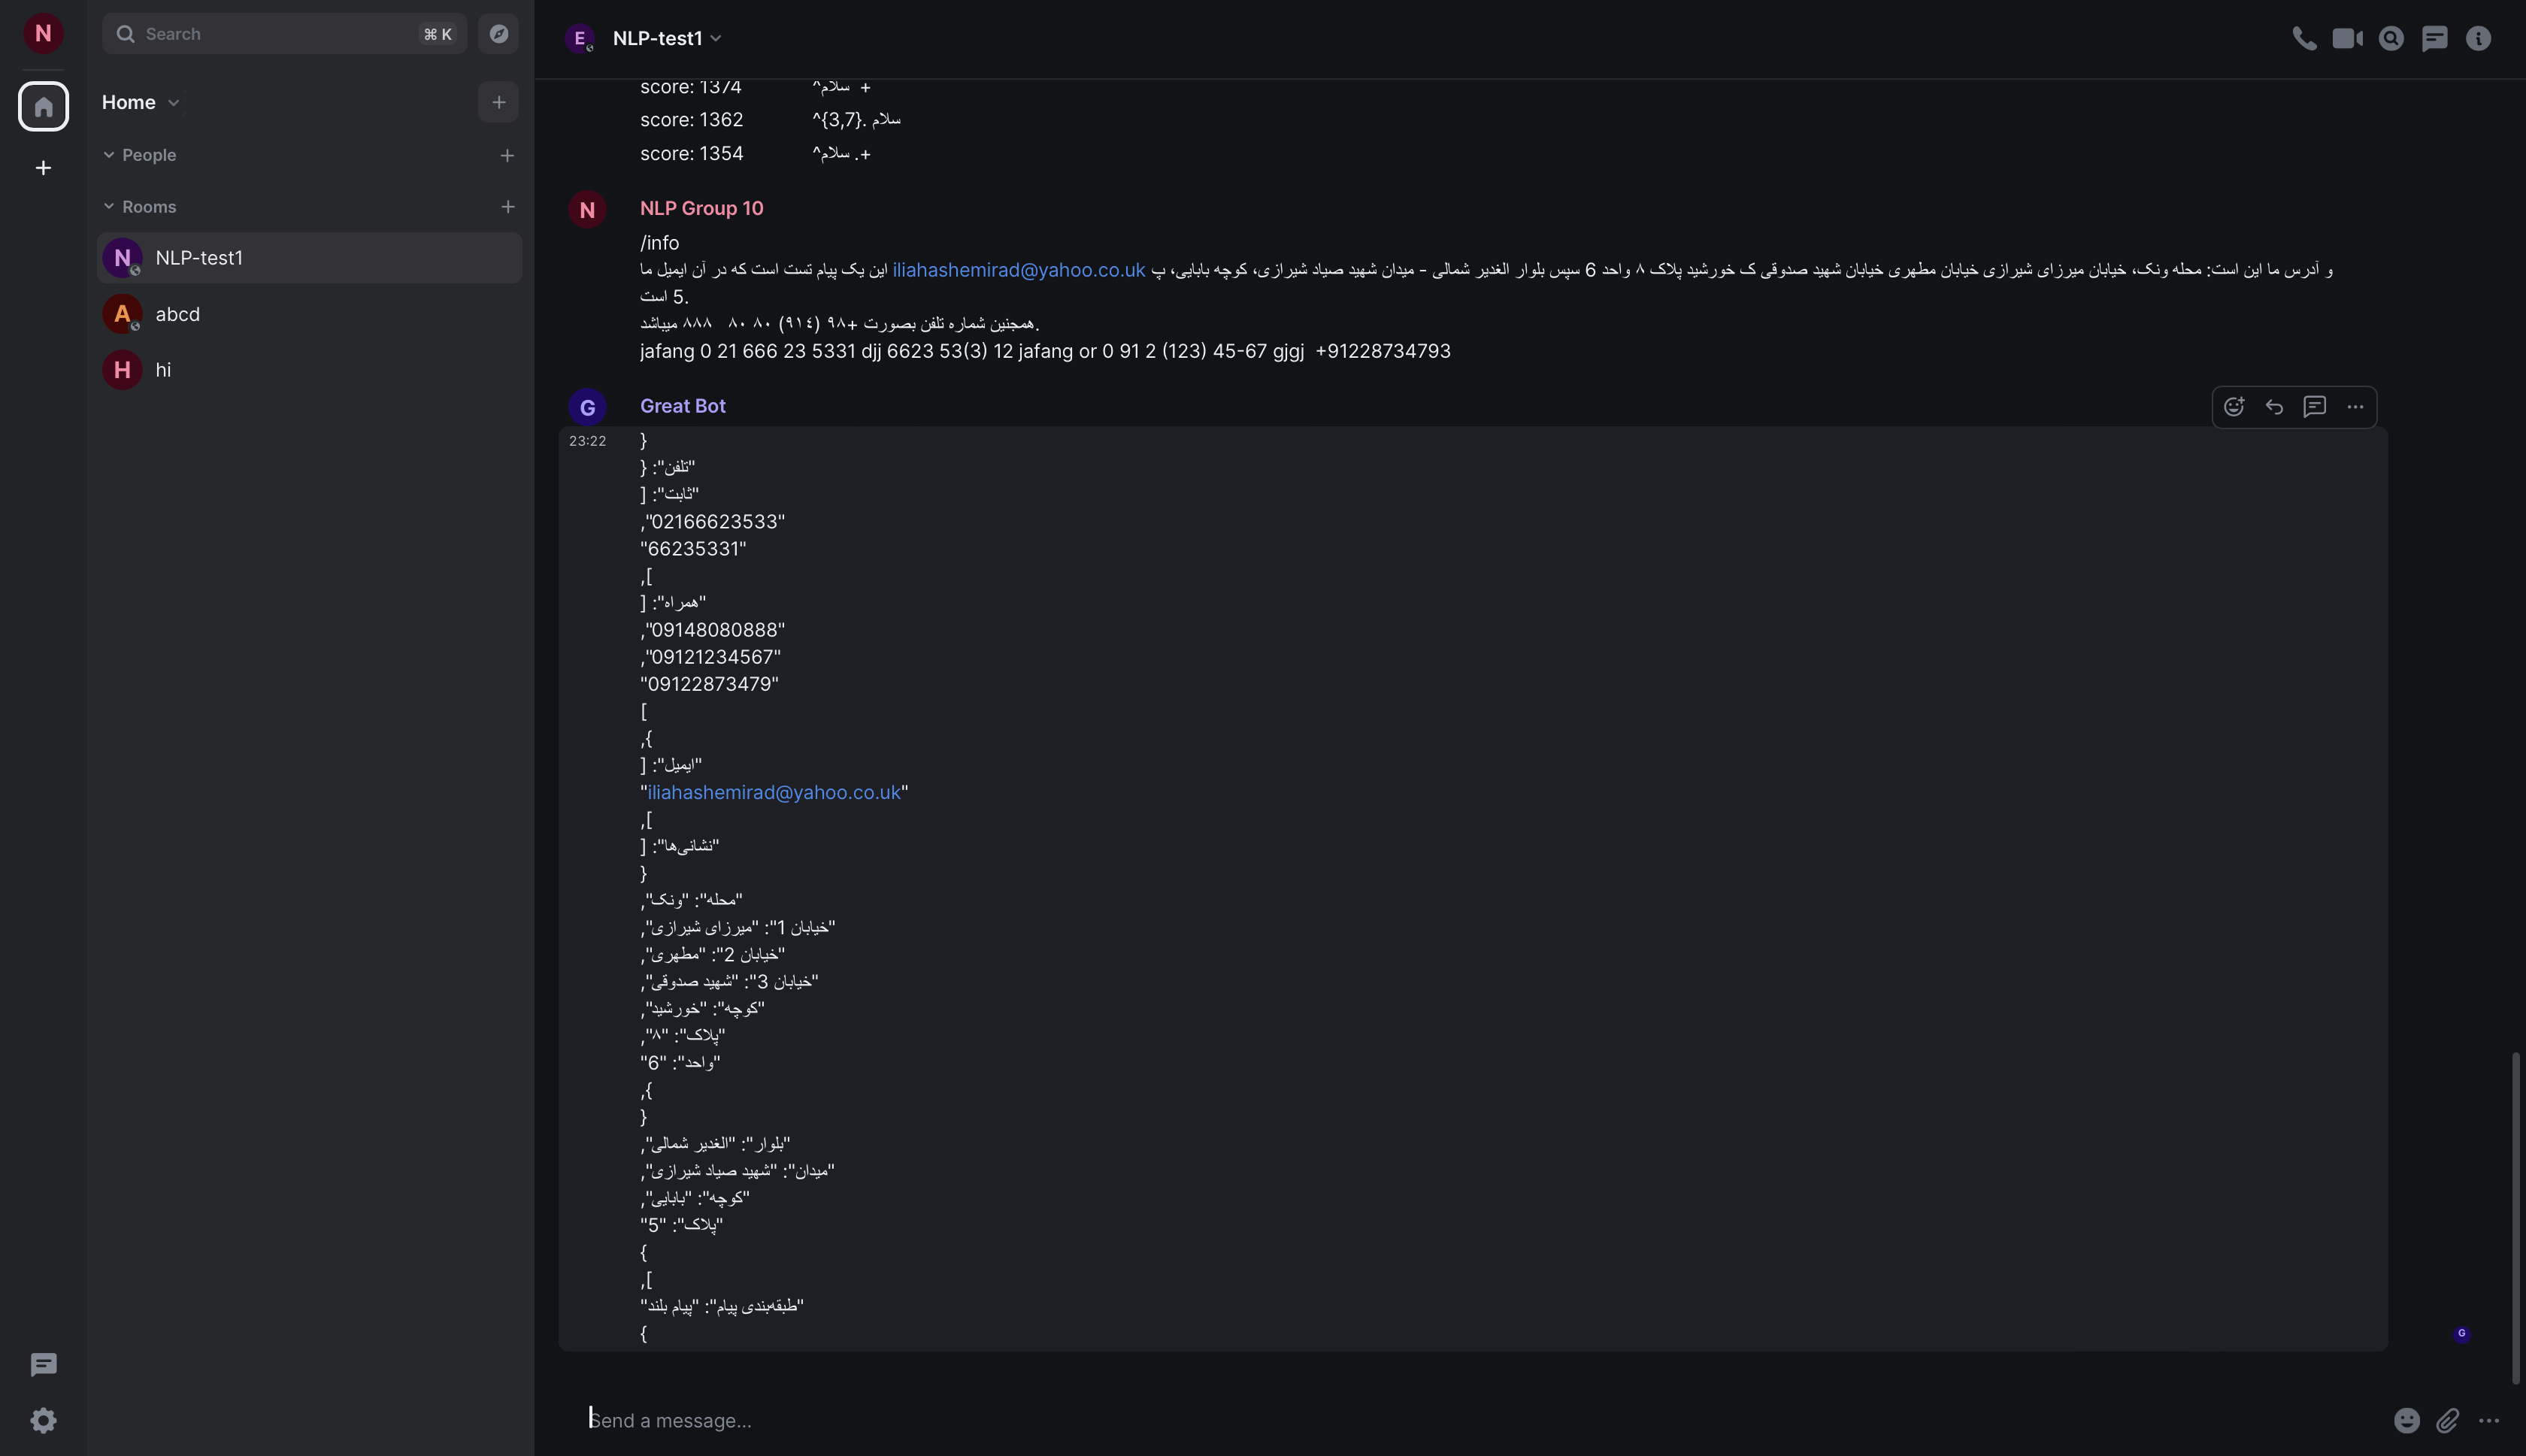 N
Search
⌘ K
Home
People
Rooms
N
NLP-test1
A
abcd
H
hi
E
NLP-test1
score: 1374 ^سلام +
score: 1362 ^{3,7}. سلام
score: 1354 ^سلام .+
N
NLP Group 10
/info
این یک پیام تست است که در آن ایمیل ما iliahashemirad@yahoo.co.uk و آدرس ما این است: محله ونک، خیابان میرزای شیرازی خیابان مطهری خیابان شهید صدوقی ک خورشید پلاک ۸ واحد 6 سپس بلوار الغدیر شمالی - میدان شهید صیاد شیرازی، کوچه بابایی، پ
5 است.
همجنین شماره تلفن بصورت +۹۸ (۹۱٤) ۸۰ ۸۰ ۸۸۸ میباشد.
jafang 0 21 666 23 5331 djj 6623 53(3) 12 jafang or 0 91 2 (123) 45-67 gjgj +91228734793
G
Great Bot
23:22
{
"تلفن": {
"ثابت": [
"02166623533",
"66235331"
],
"همراه": [
"09148080888",
"09121234567",
"09122873479"
]
},
"ایمیل": [
"iliahashemirad@yahoo.co.uk"
],
"نشانی‌ها": [
{
"محله": "ونک",
"خیابان 1": "میرزای شیرازی",
"خیابان 2": "مطهری",
"خیابان 3": "شهید صدوقی",
"کوچه": "خورشید",
"پلاک": "۸",
"واحد": "6"
},
{
"بلوار": "الغدیر شمالی",
"میدان": "شهید صیاد شیرازی",
"کوچه": "بابایی",
"پلاک": "5"
}
],
"طبقه‌بندی پیام": "پیام بلند"
}
G
Send a message…